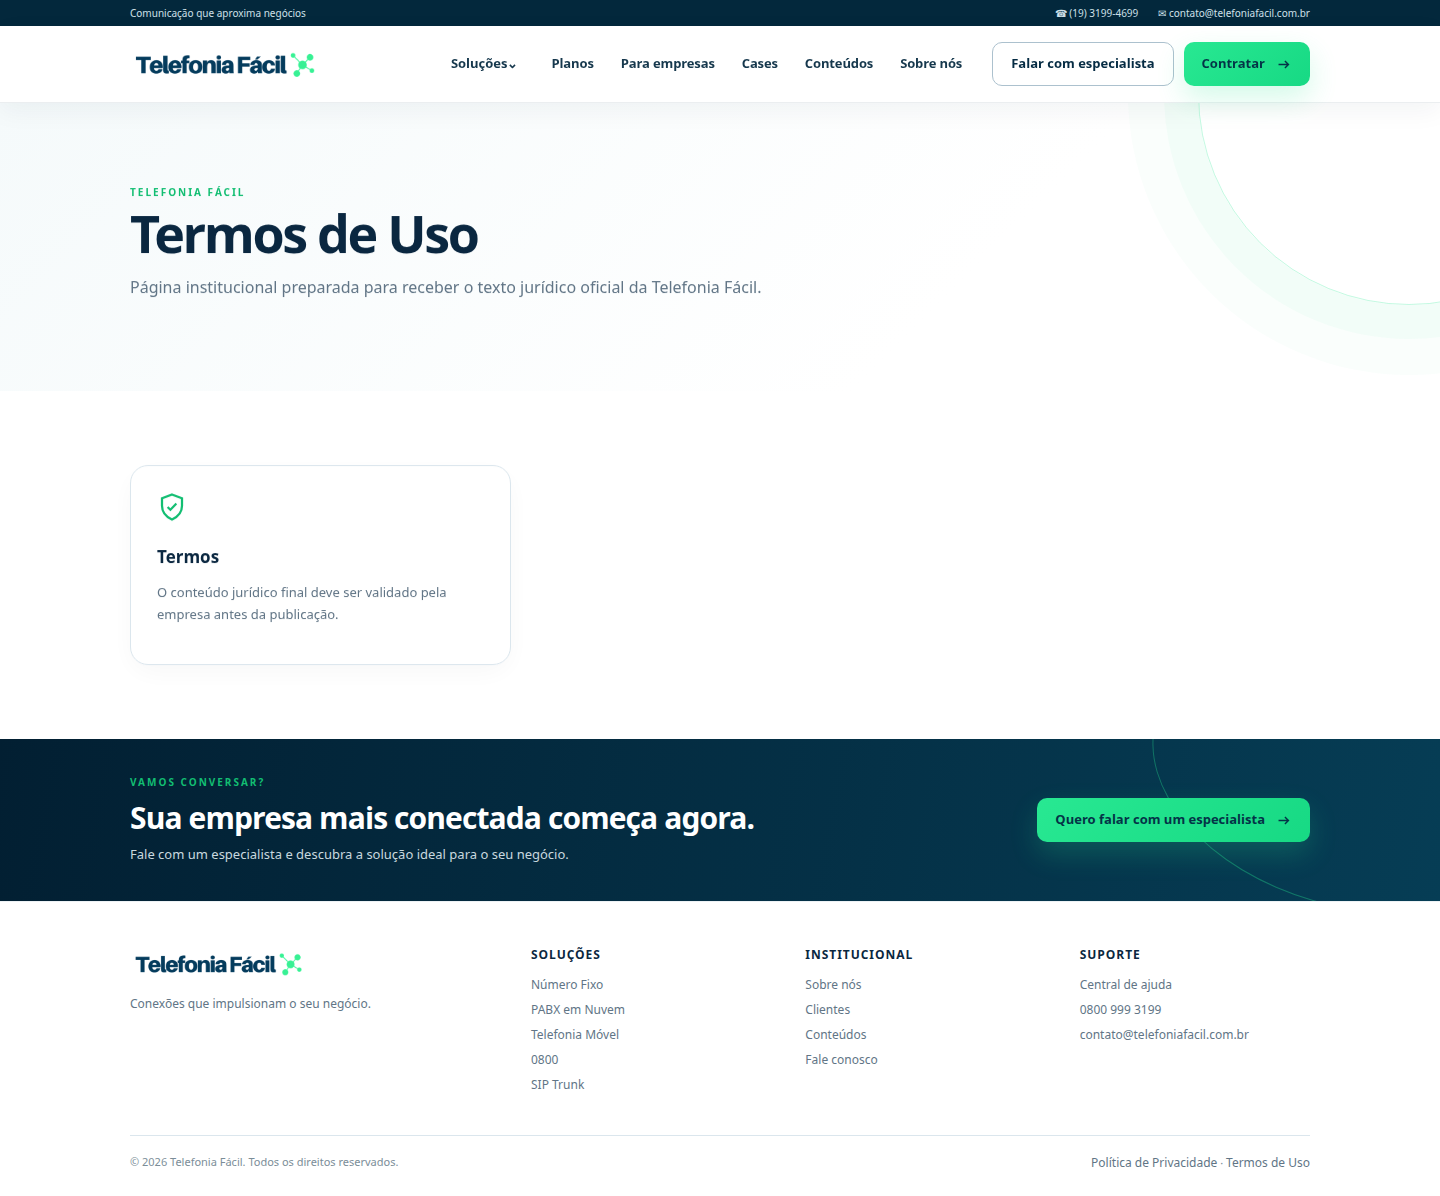 Comunicação que aproxima negócios
☎ (19) 3199-4699
✉ contato@telefoniafacil.com.br
Telefonia Fácil
Soluções
Planos
Para empresas
Cases
Conteúdos
Sobre nós
Falar com especialista
Contratar →
TELEFONIA FÁCIL
Termos de Uso
Página institucional preparada para receber o texto jurídico oficial da Telefonia Fácil.
Termos
O conteúdo jurídico final deve ser validado pela
empresa antes da publicação.
VAMOS CONVERSAR?
Sua empresa mais conectada começa agora.
Fale com um especialista e descubra a solução ideal para o seu negócio.
Quero falar com um especialista →
Telefonia Fácil
Conexões que impulsionam o seu negócio.
SOLUÇÕES
Número Fixo
PABX em Nuvem
Telefonia Móvel
0800
SIP Trunk
INSTITUCIONAL
Sobre nós
Clientes
Conteúdos
Fale conosco
SUPORTE
Central de ajuda
0800 999 3199
contato@telefoniafacil.com.br
© 2026 Telefonia Fácil. Todos os direitos reservados.
Política de Privacidade · Termos de Uso